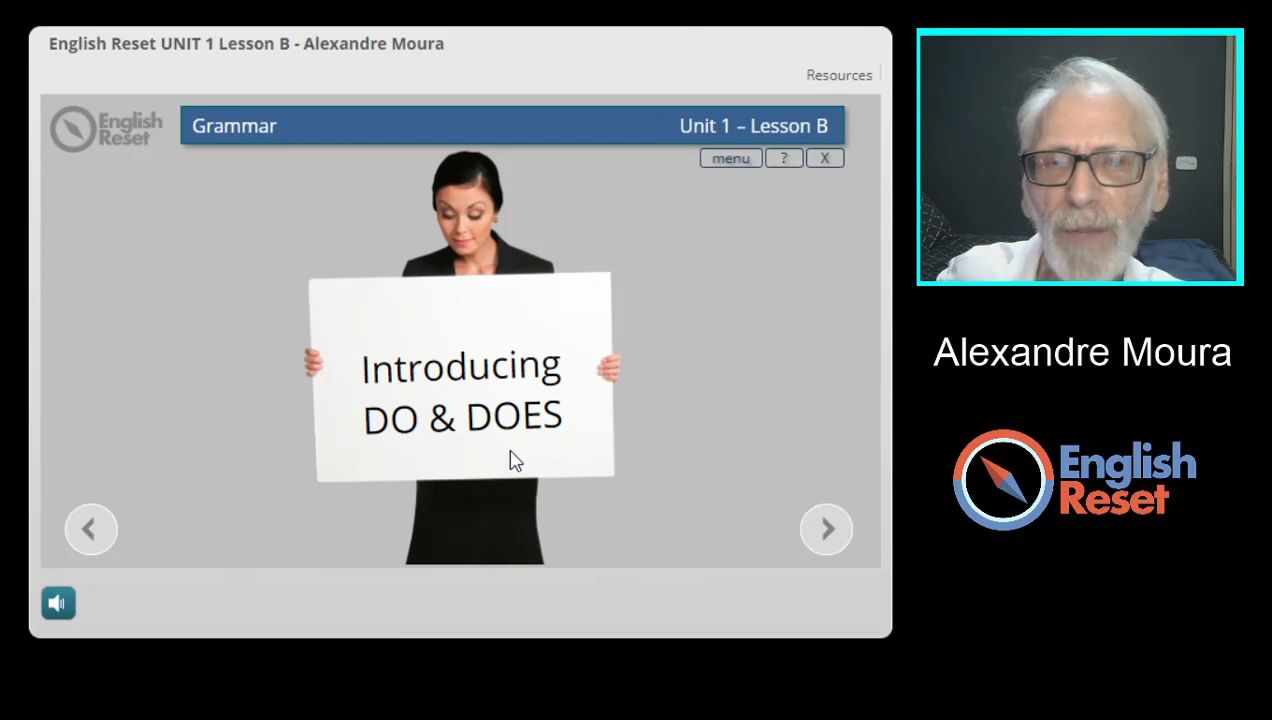 English Reset UNIT 1 Lesson B - Alexandre Moura
Resources
English
Reset
Grammar
Unit 1 – Lesson B
menu
?
X
Introducing
DO & DOES
Alexandre Moura
English
Reset